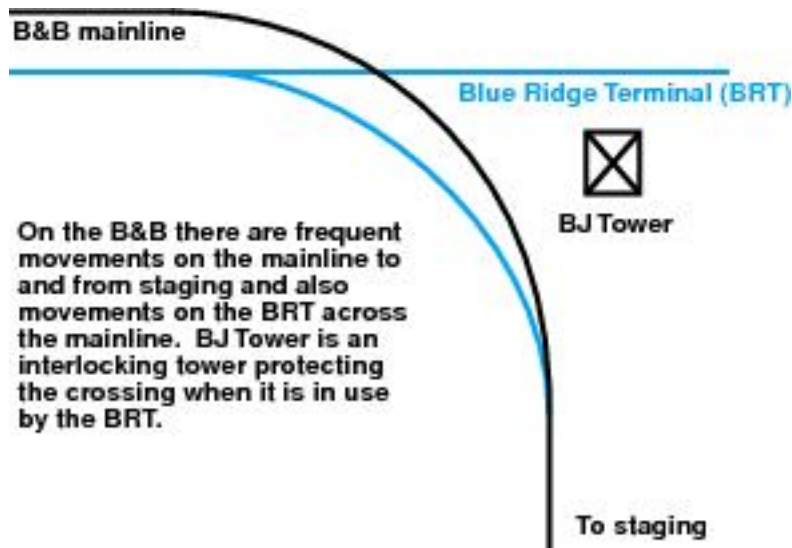 B&B mainline
Blue Ridge Terminal (BRT)
BJ Tower
On the B&B there are frequent
movements on the mainline to
and from staging and also
movements on the BRT across
the mainline.  BJ Tower is an
interlocking tower protecting
the crossing when it is in use
by the BRT.
To staging